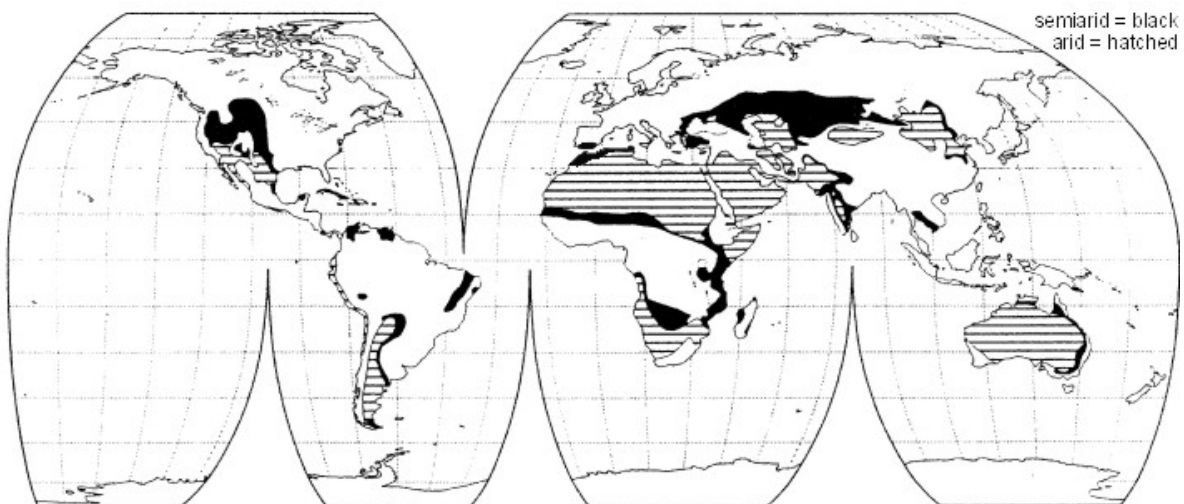 semiarid = black
arid = hatched